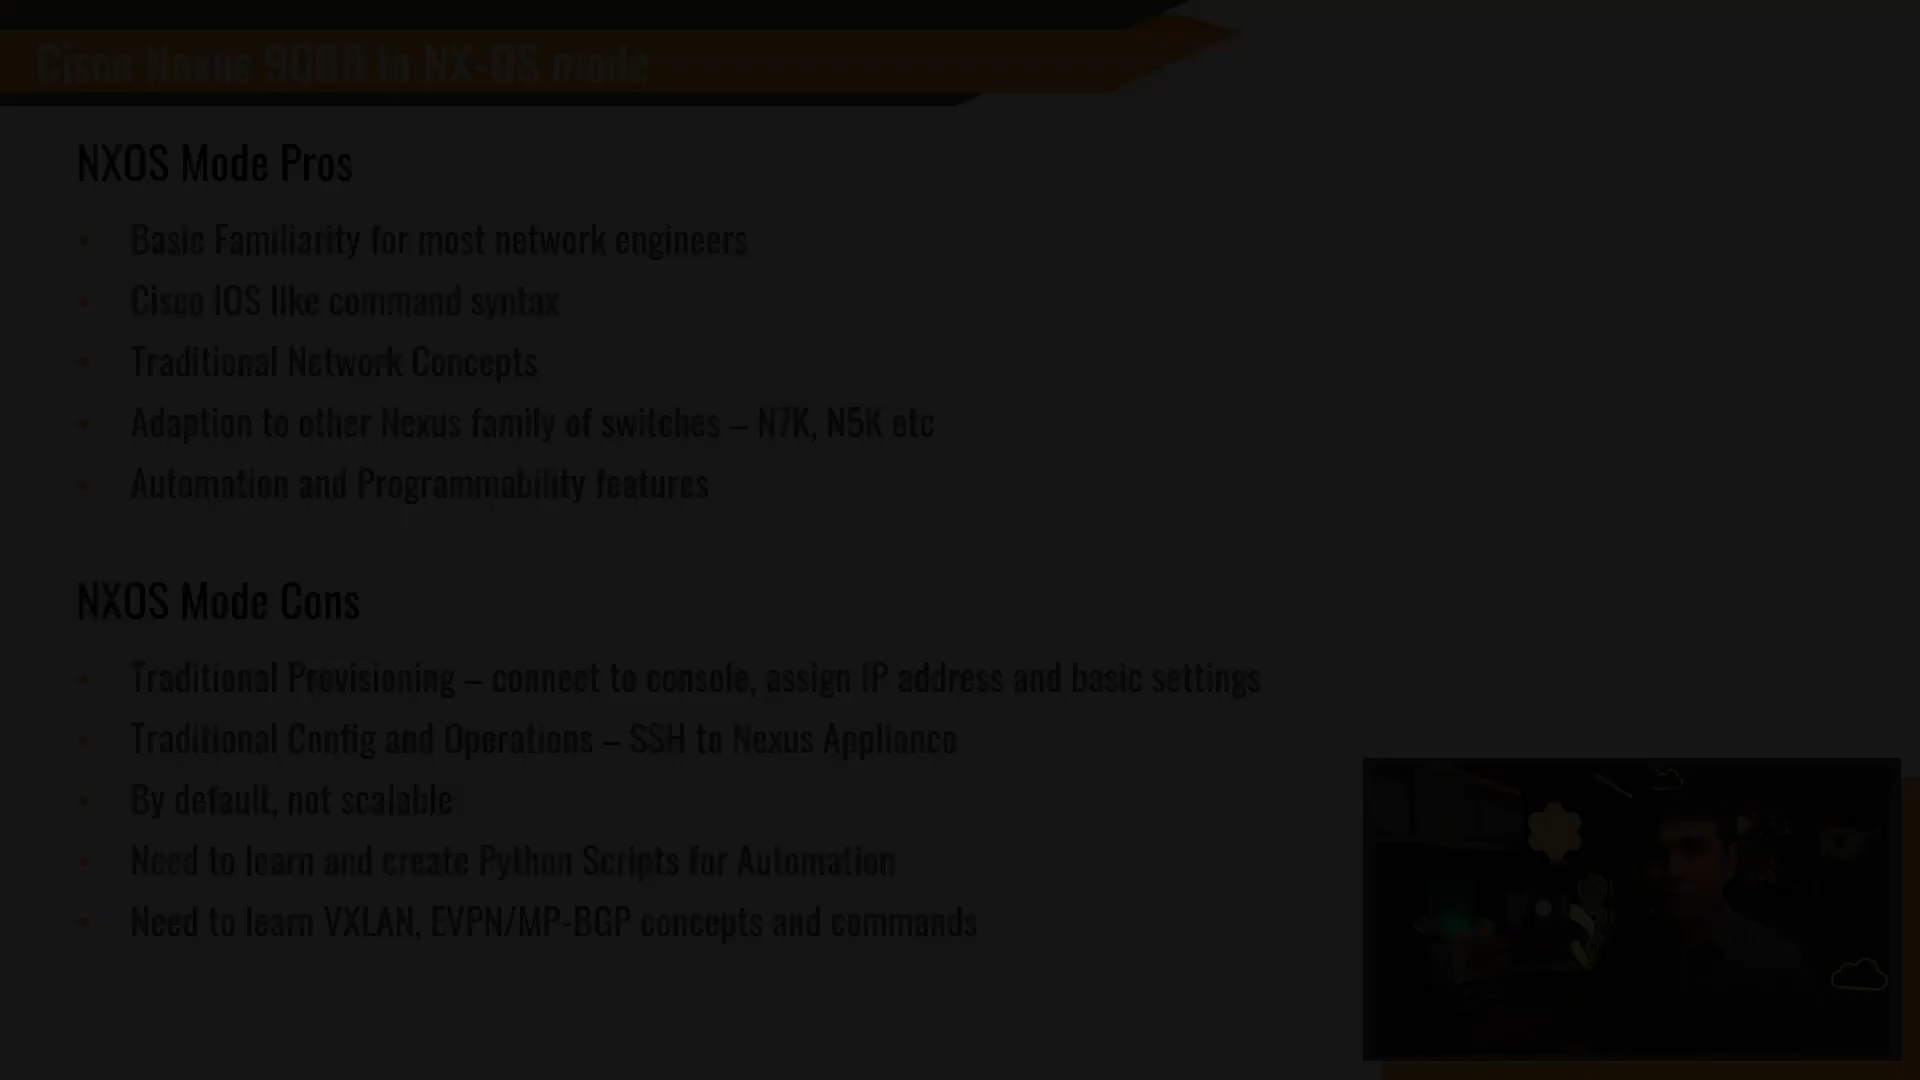 Cisco Nexus 9000 in NX-OS mode
NXOS Mode Pros
• Basic Familiarity for most network engineers
• Cisco IOS like command syntax
• Traditional Network Concepts
• Adaption to other Nexus family of switches – N7K, N5K etc
• Automation and Programmability features
NXOS Mode Cons
• Traditional Provisioning – connect to console, assign IP address and basic settings
• Traditional Config and Operations – SSH to Nexus Appliance
• By default, not scalable
• Need to learn and create Python Scripts for Automation
• Need to learn VXLAN, EVPN/MP-BGP concepts and commands